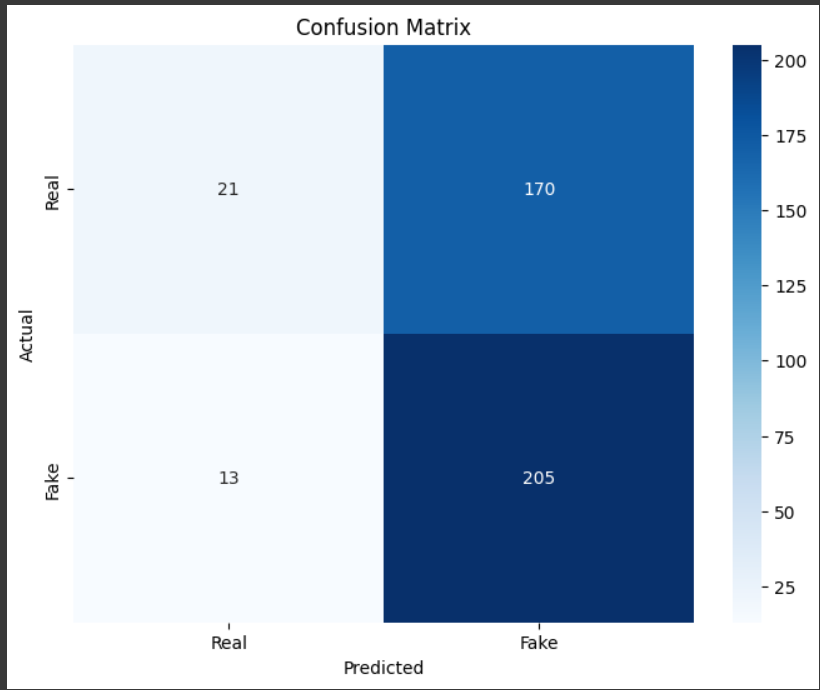 Confusion Matrix
Actual
Real
21
170
Fake
13
205
Real
Fake
Predicted
200
175
150
125
100
75
50
25